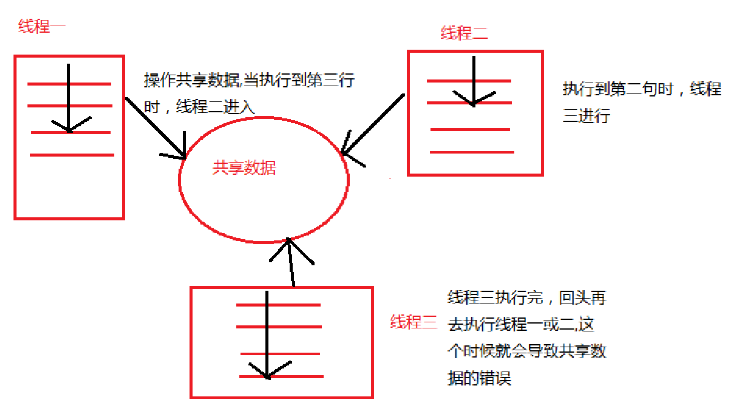 线程一
操作共享数据,当执行到第三行
时，线程二进入
线程二
执行到第二句时，线程
三进行
共享数据
线程三
线程三执行完，回头再
去执行线程一或二,这
个时候就会导致共享数
据的错误